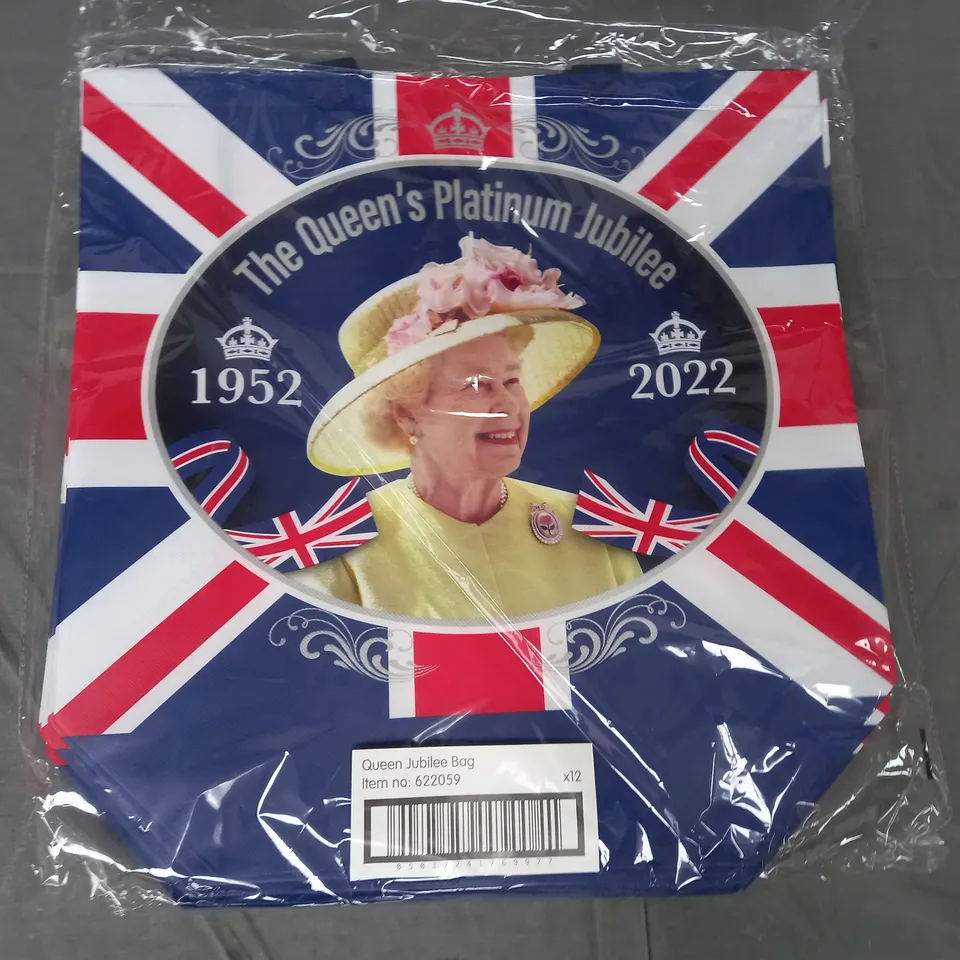 The Queen's Platinum Jubilee
1952
2022
Queen Jubilee Bag
Item no: 622059 x12